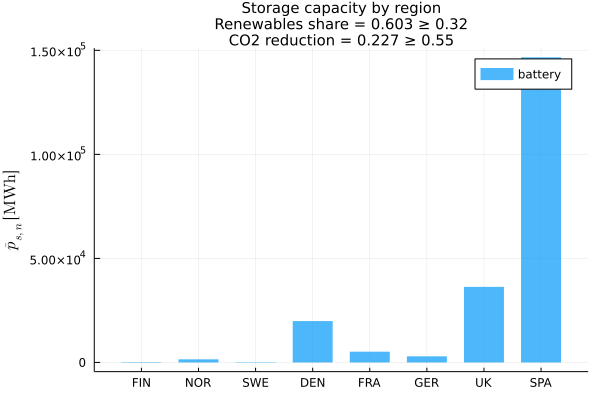 Storage capacity by region
Renewables share = 0.603 ≥ 0.32
CO2 reduction = 0.227 ≥ 0.55
1.50×10⁵
1.00×10⁵
5.00×10⁴
0
p̄ₛ,ₙ [MWh]
battery
FIN NOR SWE DEN FRA GER UK SPA